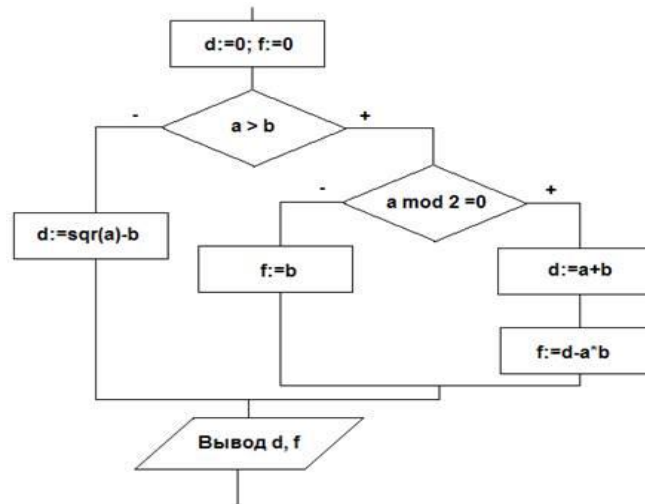 d:=0; f:=0
-
a > b
+
-
a mod 2 =0
+
d:=sqr(a)-b
f:=b
d:=a+b
f:=d-a*b
Вывод d, f